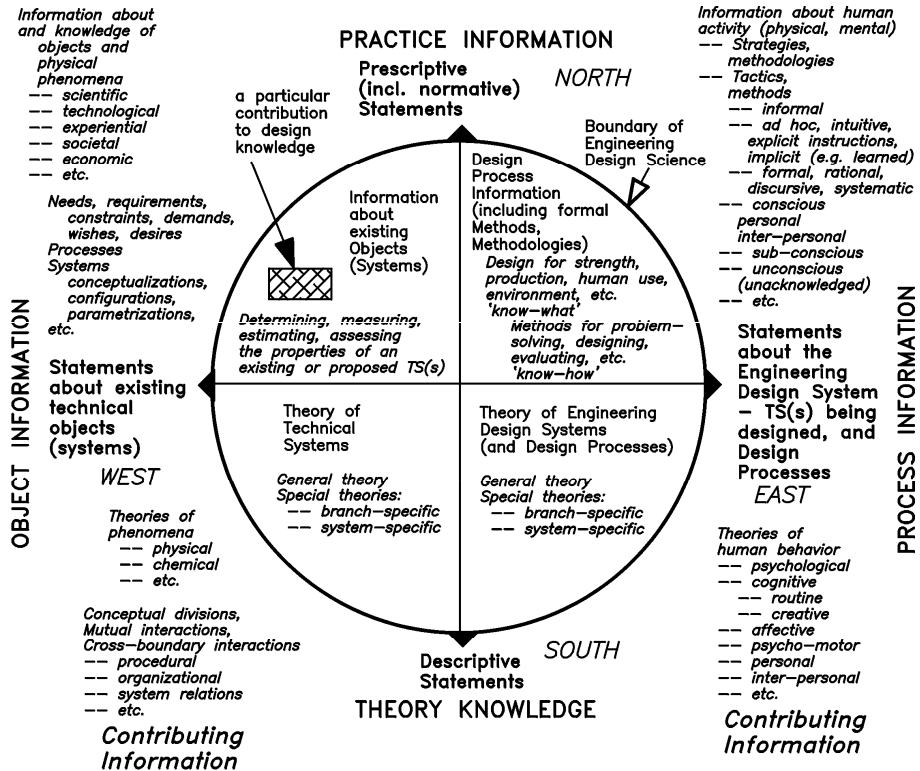 Information about
and knowledge of
objects and
physical
phenomena
—— scientific
—— technological
—— experiential
—— societal
—— economic
—— etc.
Needs, requirements,
constraints, demands,
wishes, desires
Processes
Systems
conceptualizations,
configurations,
parametrizations,
etc.
OBJECT INFORMATION
Statements
about existing
technical
objects
(systems)
WEST
Theories of
phenomena
—— physical
—— chemical
—— etc.
Conceptual divisions,
Mutual interactions,
Cross—boundary interactions
—— procedural
—— organizational
—— system relations
—— etc.
Contributing
Information
PRACTICE INFORMATION
Prescriptive
(incl. normative)
Statements
NORTH
a particular
contribution
to design
knowledge
Boundary of
Engineering
Design Science
Information
about
existing
Objects
(Systems)
Determining, measuring,
estimating, assessing
the properties of an
existing or proposed TS(s)
Design
Process
Information
(including formal
Methods,
Methodologies)
Design for strength,
production, human use,
environment, etc.
'know—what'
Methods for problem—
solving, designing,
evaluating, etc.
'know—how'
Theory of
Technical
Systems
General theory
Special theories:
—— branch—specific
—— system—specific
Theory of Engineering
Design Systems
(and Design Processes)
General theory
Special theories:
—— branch—specific
—— system—specific
Descriptive
Statements
SOUTH
THEORY KNOWLEDGE
Information about human
activity (physical, mental)
—— Strategies,
methodologies
—— Tactics,
methods
—— informal
—— ad hoc, intuitive,
explicit instructions,
implicit (e.g. learned)
—— formal, rational,
discursive, systematic
—— conscious
personal
inter—personal
—— sub—conscious
—— unconscious
(unacknowledged)
—— etc.
Statements
about the
Engineering
Design System
— TS(s) being
designed, and
Design
Processes
EAST
PROCESS INFORMATION
Theories of
human behavior
—— psychological
—— cognitive
—— routine
—— creative
—— affective
—— psycho—motor
—— personal
—— inter—personal
—— etc.
Contributing
Information